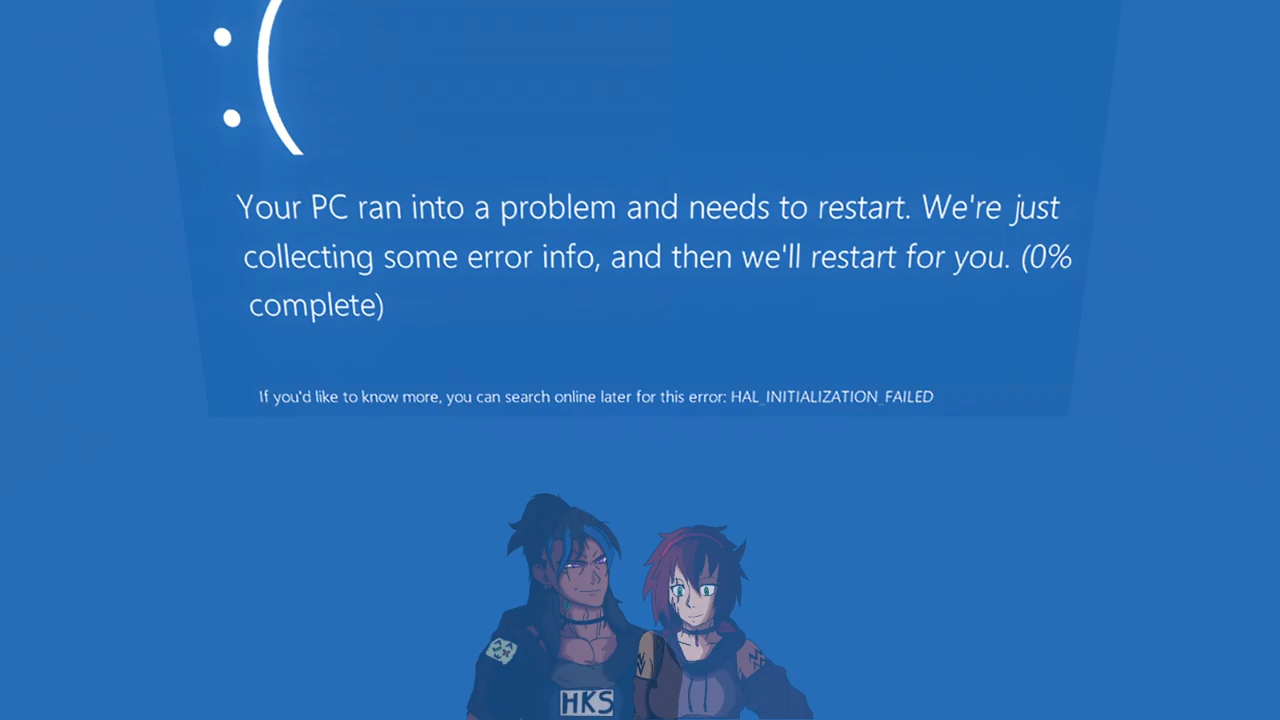 :(
Your PC ran into a problem and needs to restart. We're just
collecting some error info, and then we'll restart for you. (0%
complete)
If you'd like to know more, you can search online later for this error: HAL_INITIALIZATION_FAILED
HKS